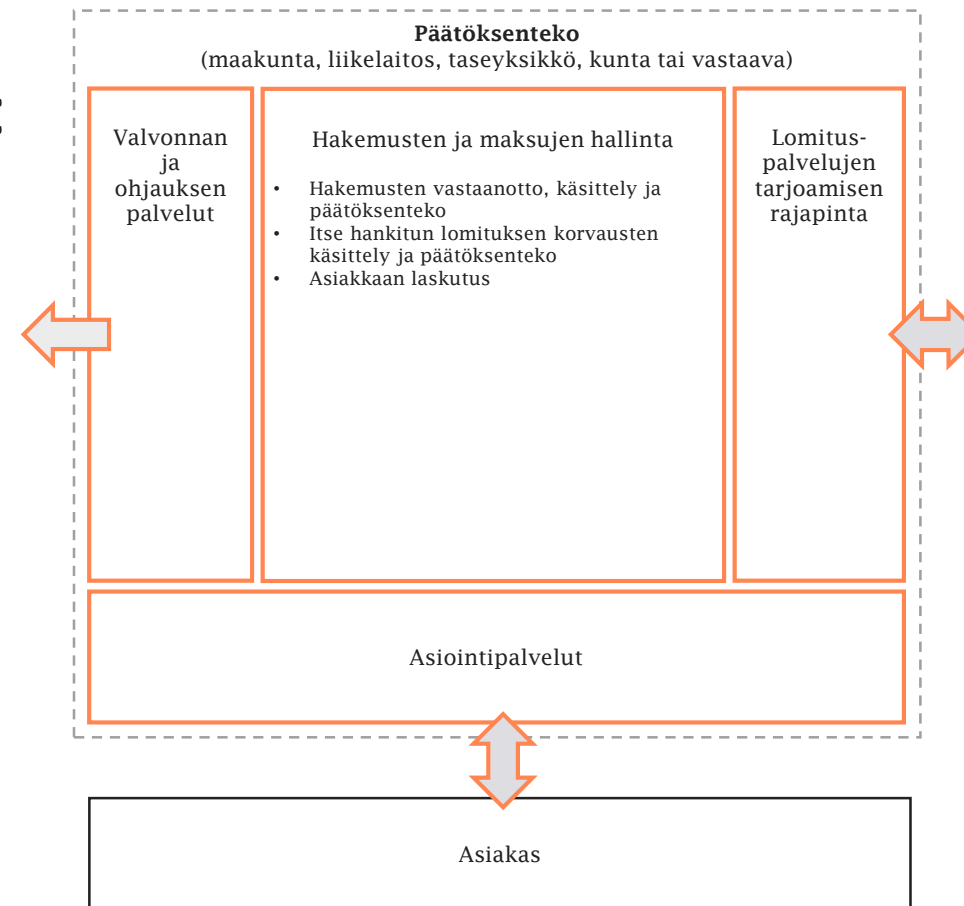 Päätöksenteko
(maakunta, liikelaitos, taseyksikkö, kunta tai vastaava)
Valvonnan
ja
ohjauksen
palvelut
Hakemusten ja maksujen hallinta
• Hakemusten vastaanotto, käsittely ja
päätöksenteko
• Itse hankitun lomituksen korvausten
käsittely ja päätöksenteko
• Asiakkaan laskutus
Lomitus-
palvelujen
tarjoamisen
rajapinta
Asiointipalvelut
Asiakas